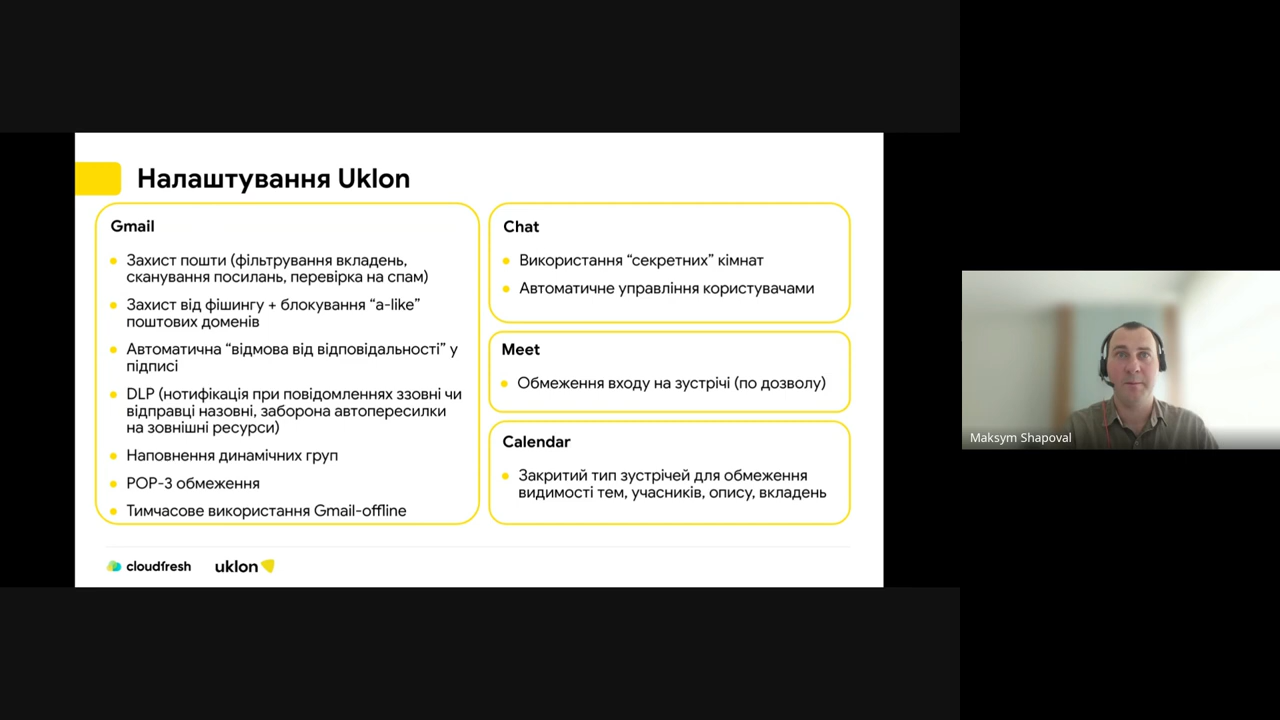 Налаштування Uklon
Gmail
Захист пошти (фільтрування вкладень,
сканування посилань, перевірка на спам)
Захист від фішингу + блокування “a-like”
поштових доменів
Автоматична “відмова від відповідальності” у
підписі
DLP (нотифікація при повідомленнях ззовні чи
відправці назовні, заборона автопересилки
на зовнішні ресурси)
Наповнення динамічних груп
POP-3 обмеження
Тимчасове використання Gmail-offline
Chat
Використання “секретних” кімнат
Автоматичне управління користувачами
Meet
Обмеження входу на зустрічі (по дозволу)
Calendar
Закритий тип зустрічей для обмеження
видимості тем, учасників, опису, вкладень
cloudfresh
uklon
Maksym Shapoval